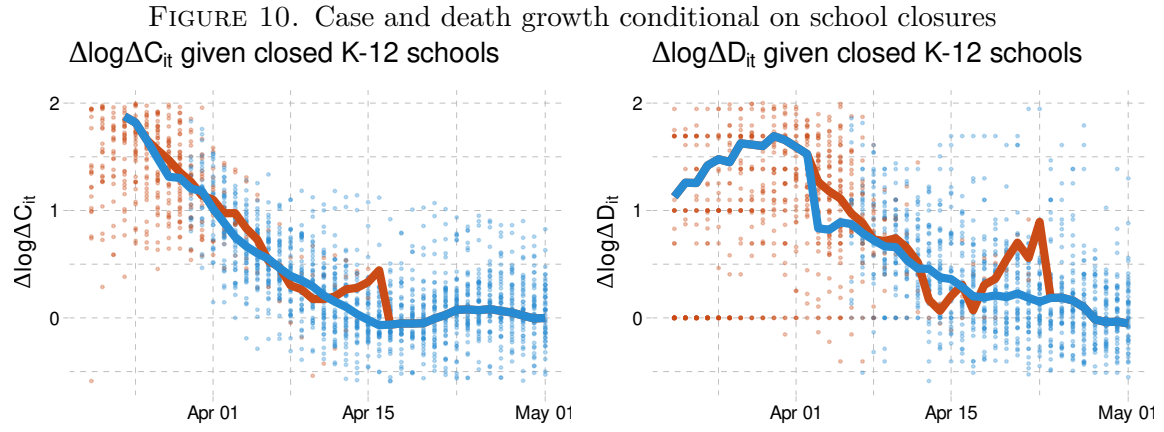 FIGURE 10. Case and death growth conditional on school closures
ΔlogΔC_it given closed K-12 schools
ΔlogΔC_it
2
1
0
Apr 01
Apr 15
May 01
ΔlogΔD_it given closed K-12 schools
ΔlogΔD_it
2
1
0
Apr 01
Apr 15
May 01